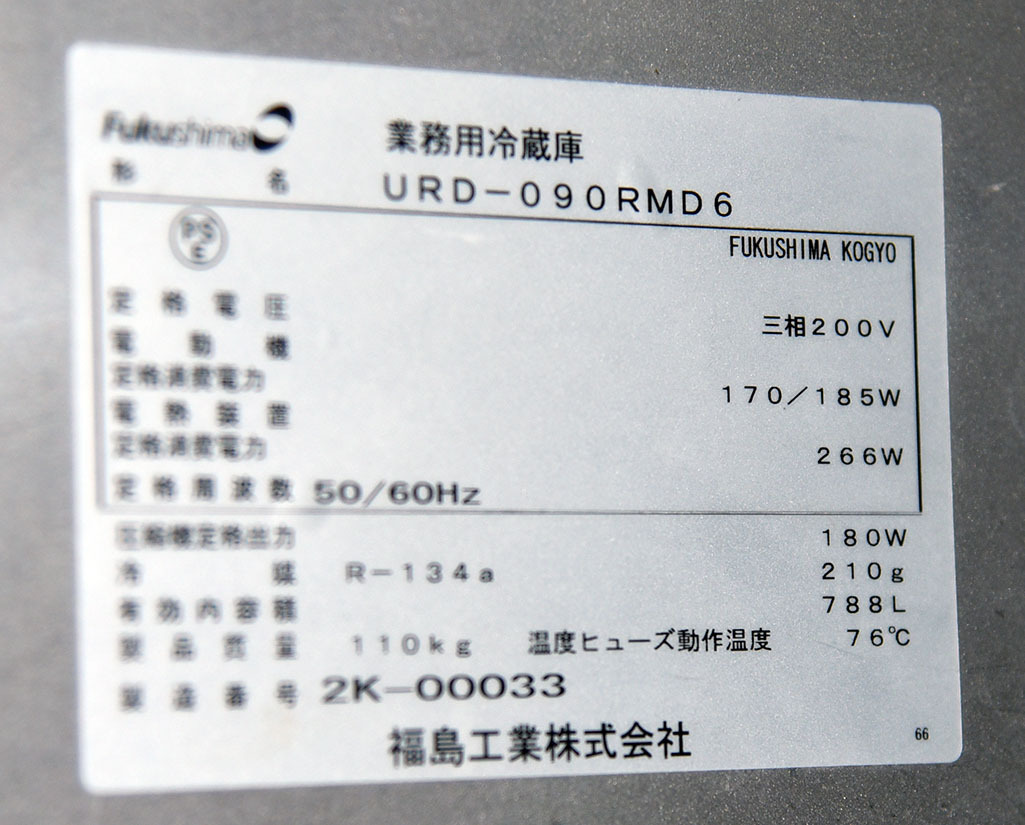 Fukushima
業務用冷蔵庫
形名 URD-090RMD6
PS E
FUKUSHIMA KOGYO
定格電圧 三相200V
電動機
定格消費電力 170/185W
電熱装置
定格消費電力 266W
定格周波数 50/60Hz
圧縮機定格出力 180W
冷媒 R-134a 210g
有効内容積 788L
製品質量 110kg 温度ヒューズ動作温度 76℃
製造番号 2K-00033
福島工業株式会社
66